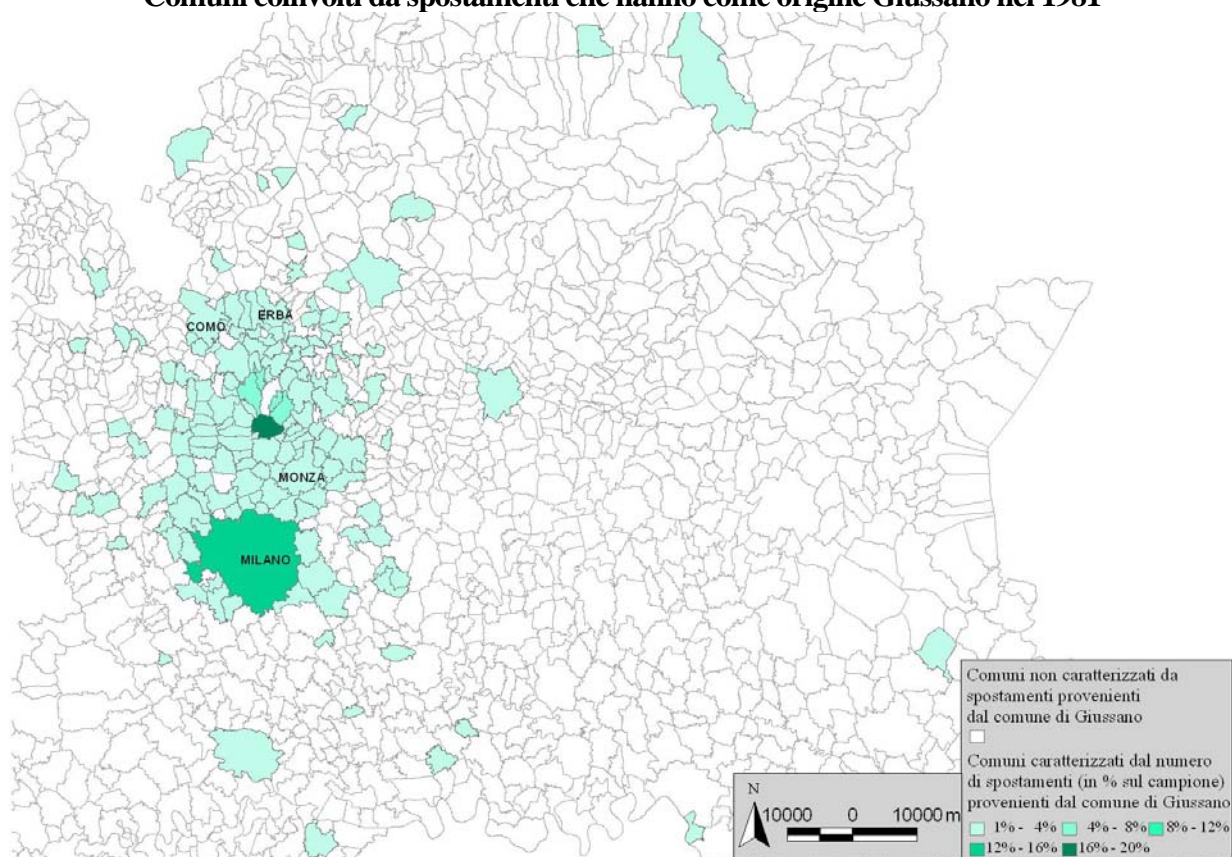 Comuni coinvolti da spostamenti che hanno come origine Giussano nel 1981
ERBA
COMO
MONZA
MILANO
Comuni non caratterizzati da
spostamenti provenienti
dal comune di Giussano
Comuni caratterizzati dal numero
di spostamenti (in % sul campione)
provenienti dal comune di Giussano
1% - 4% 4% - 8% 8% - 12%
12% - 16% 16% - 20%
N
10000 0 10000 m